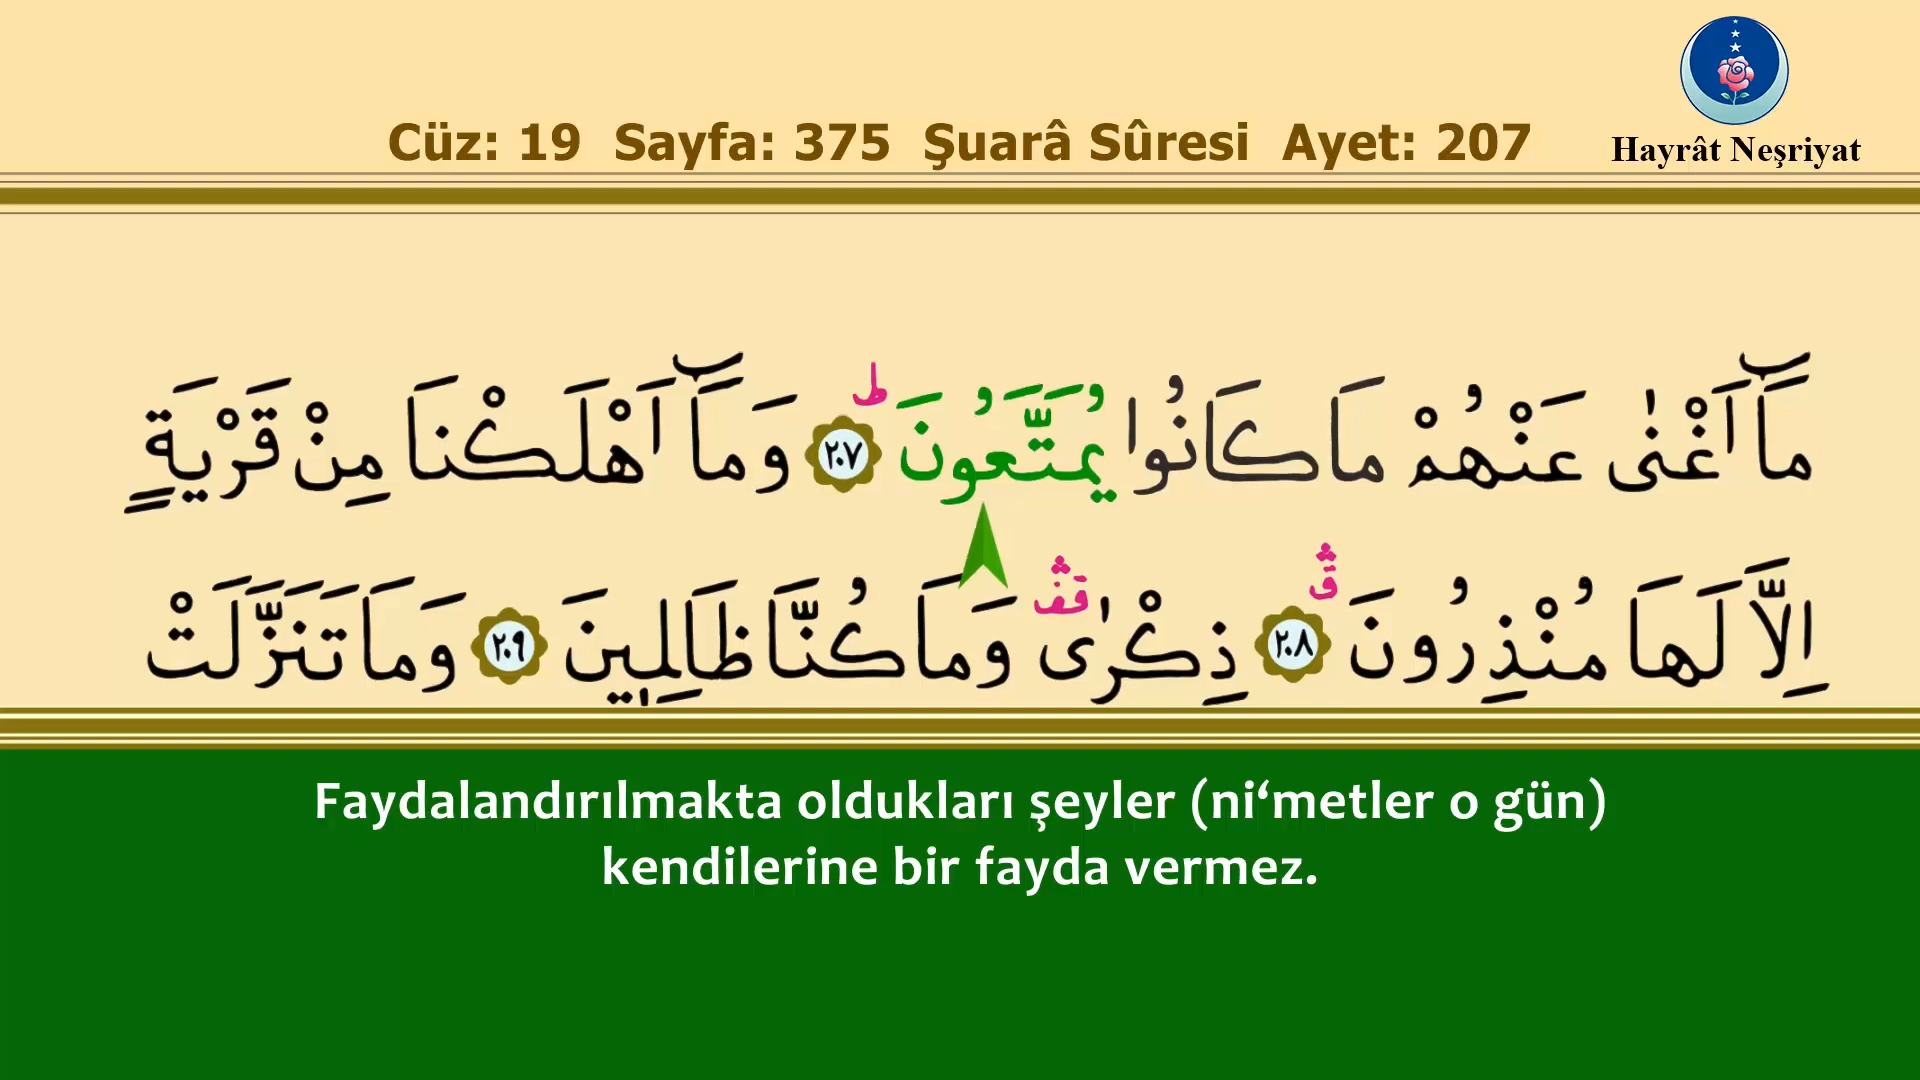 Cüz: 19 Sayfa: 375 Şuarâ Sûresi Ayet: 207
Hayrât Neşriyat
مَٓا اَغْنٰى عَنْهُمْ مَا كَانُوا يُمَتَّعُونَۜ ﴿٢٠٧﴾ وَمَٓا اَهْلَكْنَا مِنْ قَرْيَةٍ
اِلَّا لَهَا مُنْذِرُونَۗ ﴿٢٠٨﴾ ذِكْرٰى۠ وَمَا كُنَّا ظَالِم۪ينَ ﴿٢٠٩﴾ وَمَا تَنَزَّلَتْ
Faydalandırılmakta oldukları şeyler (ni‘metler o gün)
kendilerine bir fayda vermez.